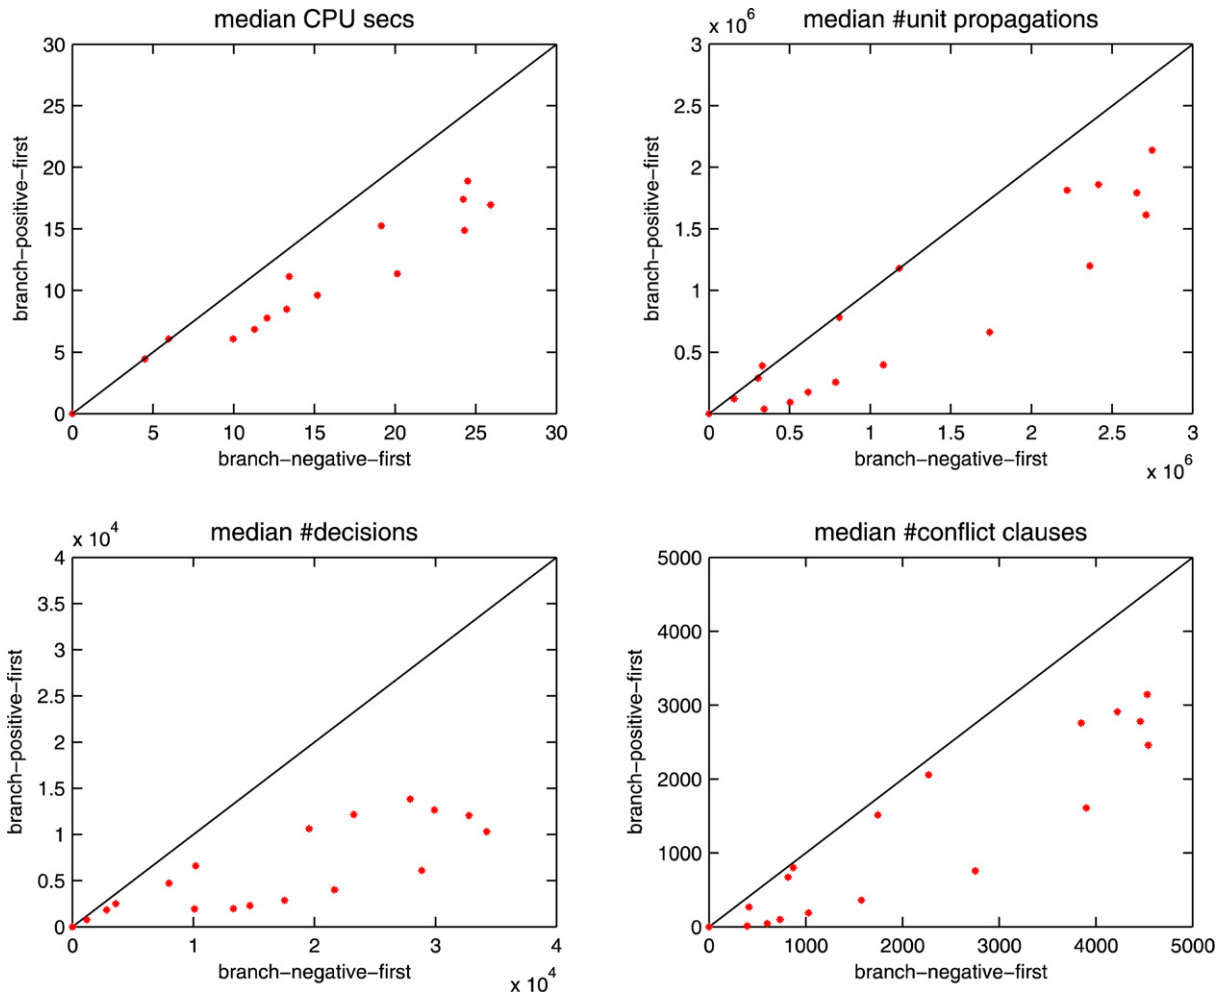 median CPU secs
30
25
20
15
10
5
0
0 5 10 15 20 25 30
branch-positive-first
branch-negative-first
median #unit propagations
x 10^6
3
2.5
2
1.5
1
0.5
0
0 0.5 1 1.5 2 2.5 3
branch-positive-first
branch-negative-first
x 10^6
median #decisions
x 10^4
4
3.5
3
2.5
2
1.5
1
0.5
0
0 1 2 3 4
branch-positive-first
branch-negative-first
x 10^4
median #conflict clauses
5000
4000
3000
2000
1000
0
0 1000 2000 3000 4000 5000
branch-positive-first
branch-negative-first